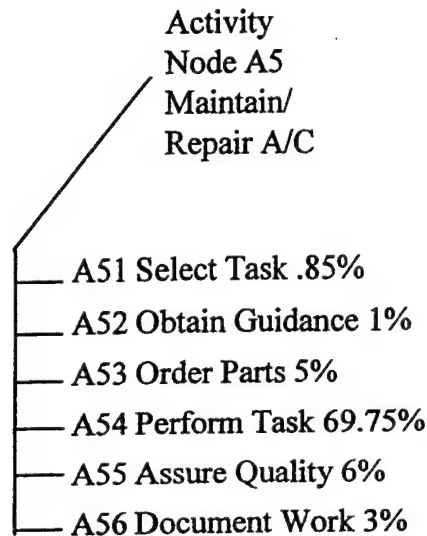 Activity
Node A5
Maintain/
Repair A/C
A51 Select Task .85%
A52 Obtain Guidance 1%
A53 Order Parts 5%
A54 Perform Task 69.75%
A55 Assure Quality 6%
A56 Document Work 3%